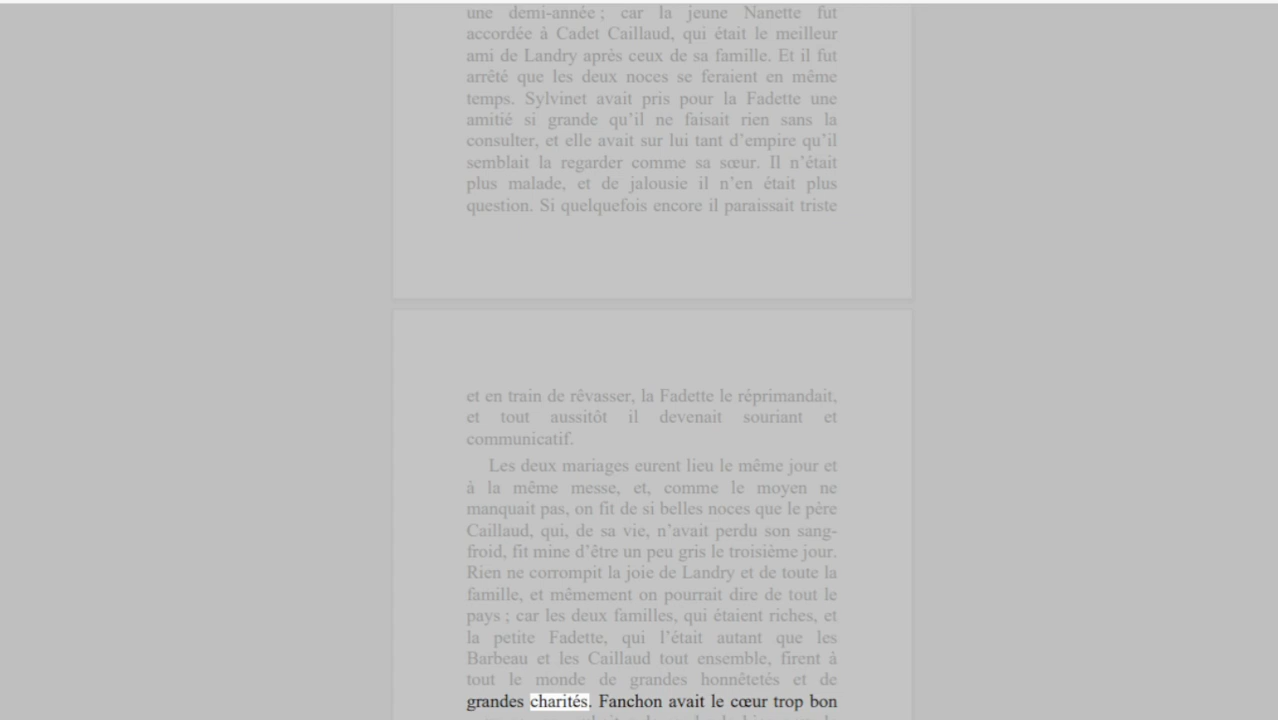 une demi-année ; car la jeune Nanette fut
accordée à Cadet Caillaud, qui était le meilleur
ami de Landry après ceux de sa famille. Et il fut
arrêté que les deux noces se feraient en même
temps. Sylvinet avait pris pour la Fadette une
amitié si grande qu’il ne faisait rien sans la
consulter, et elle avait sur lui tant d’empire qu’il
semblait la regarder comme sa sœur. Il n’était
plus malade, et de jalousie il n’en était plus
question. Si quelquefois encore il paraissait triste
et en train de rêvasser, la Fadette le réprimandait,
et tout aussitôt il devenait souriant et
communicatif.
Les deux mariages eurent lieu le même jour et
à la même messe, et, comme le moyen ne
manquait pas, on fit de si belles noces que le père
Caillaud, qui, de sa vie, n’avait perdu son sang-
froid, fit mine d’être un peu gris le troisième jour.
Rien ne corrompit la joie de Landry et de toute la
famille, et mêmement on pourrait dire de tout le
pays ; car les deux familles, qui étaient riches, et
la petite Fadette, qui l’était autant que les
Barbeau et les Caillaud tout ensemble, firent à
tout le monde de grandes honnêtetés et de
grandes charités. Fanchon avait le cœur trop bon